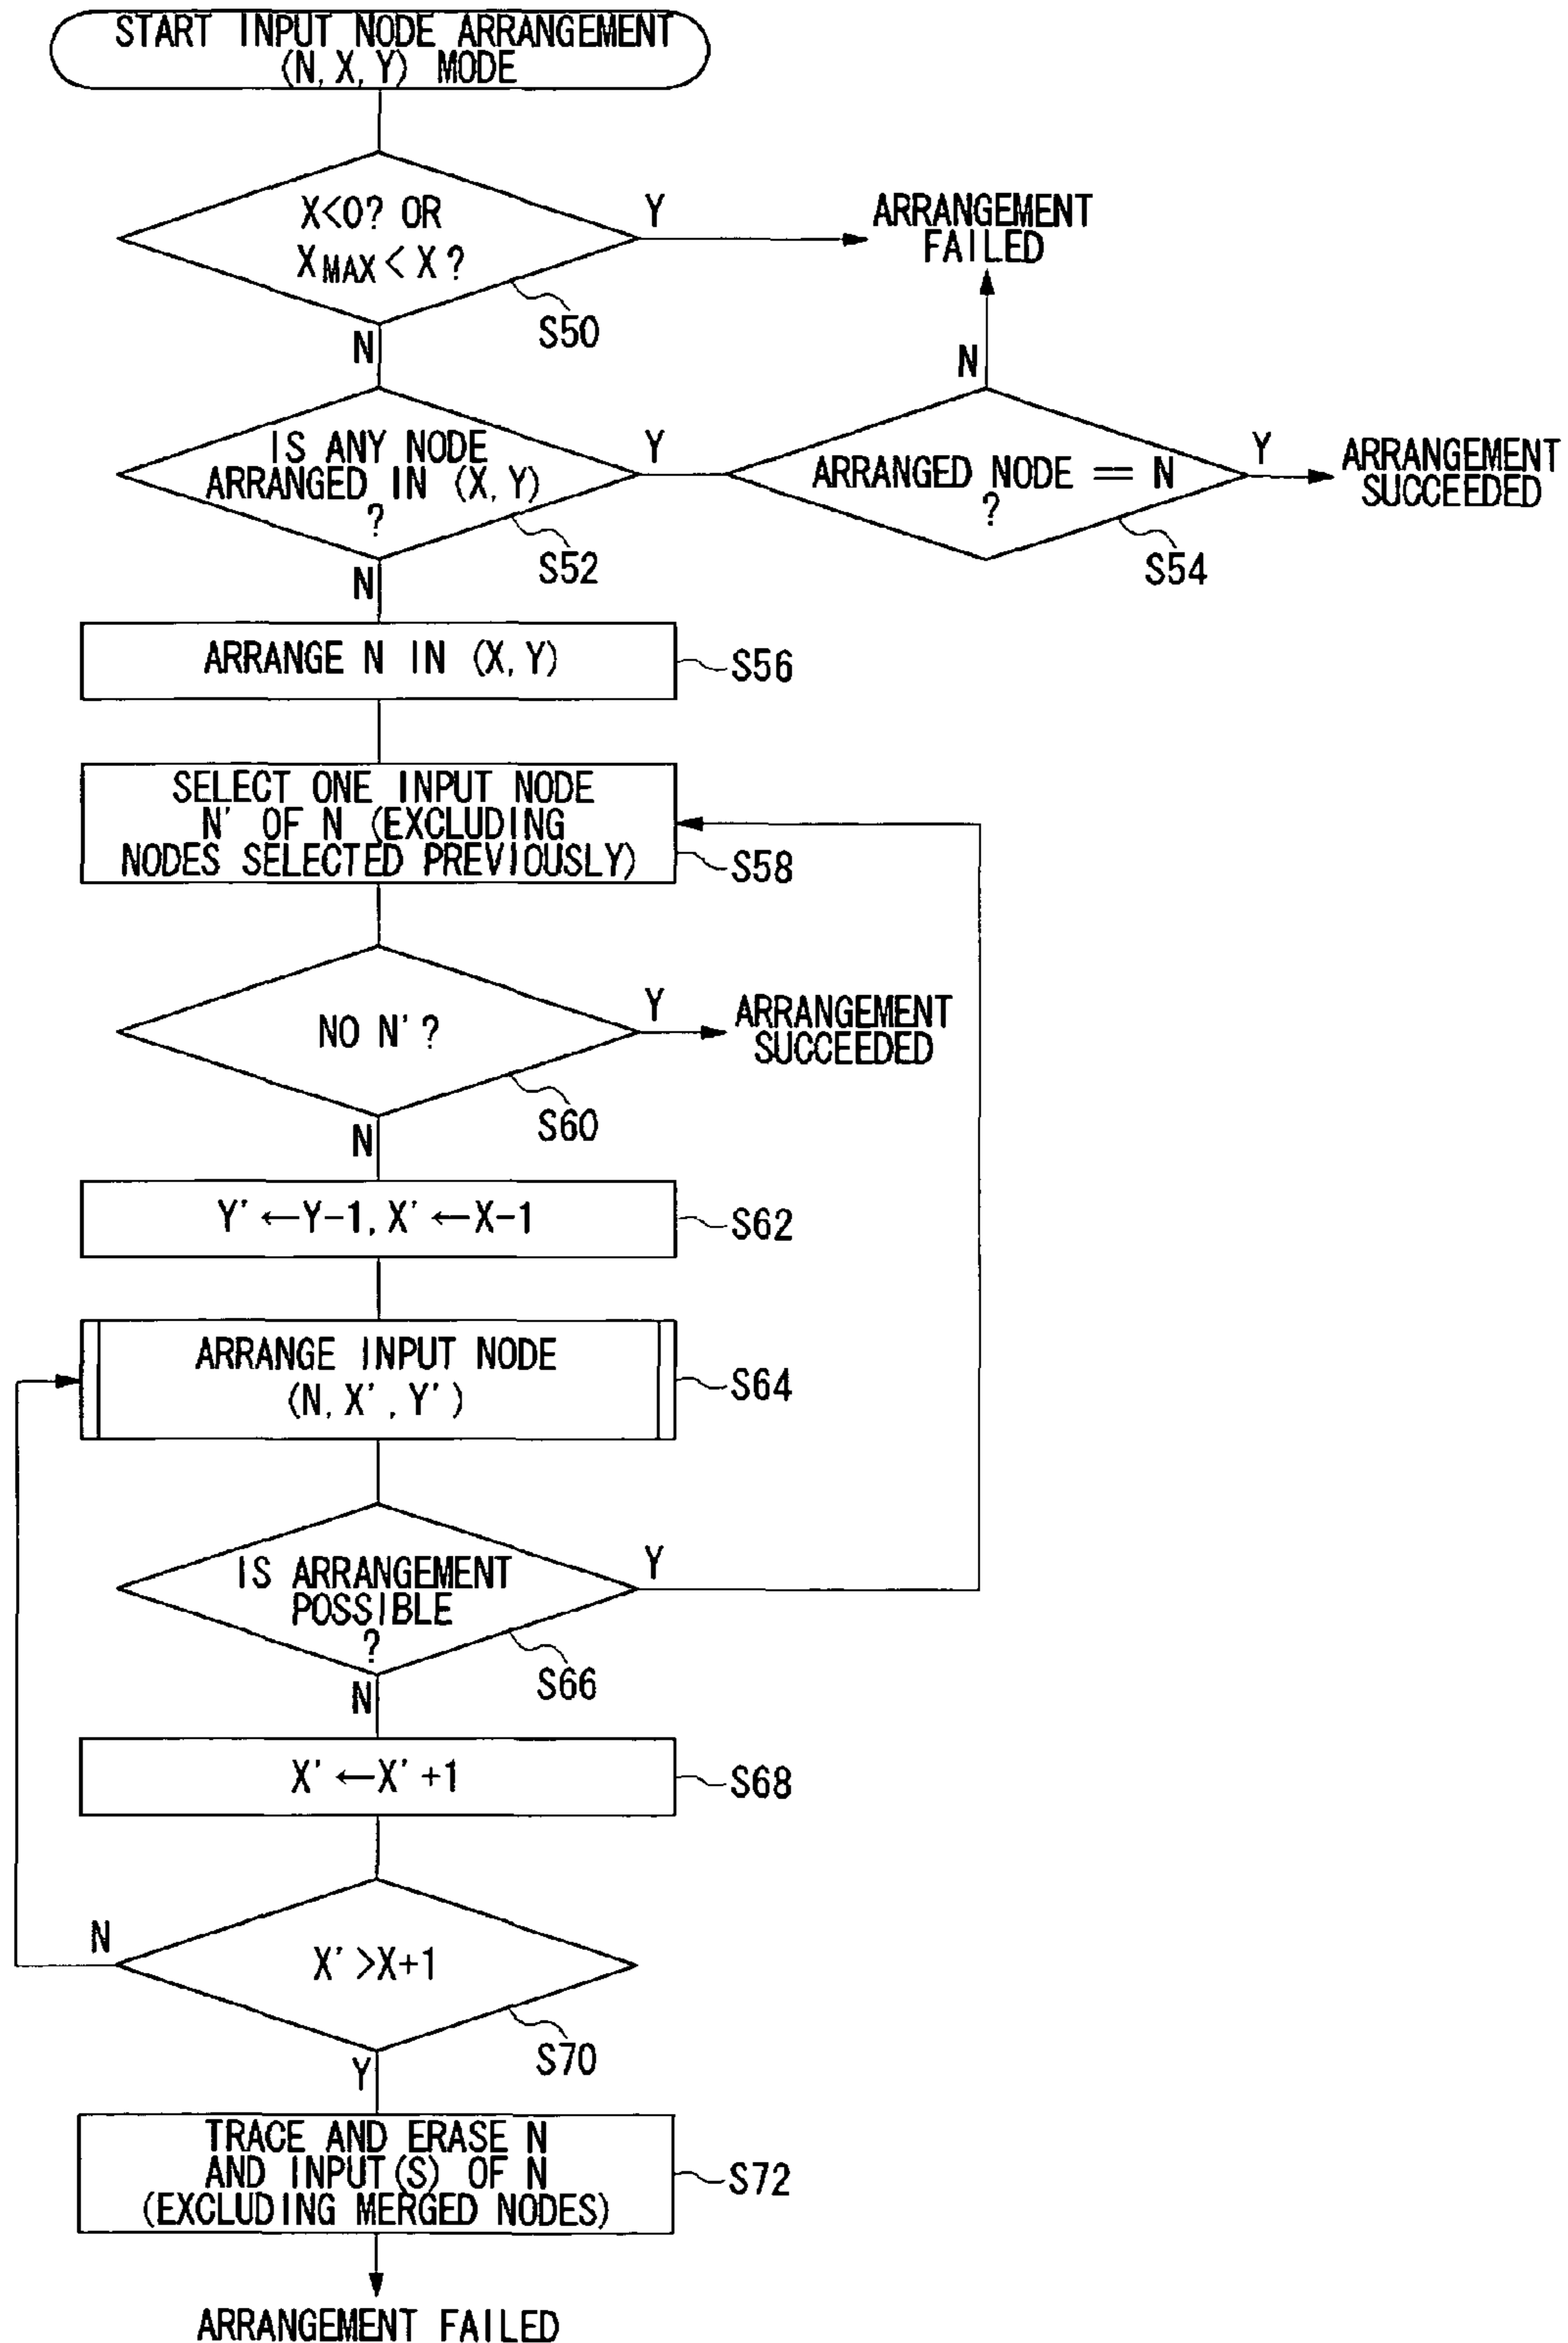 START INPUT NODE ARRANGEMENT
(N, X, Y) MODE
X<0? OR
XMAX < X ?
Y
ARRANGEMENT
FAILED
S50
N
N
IS ANY NODE
ARRANGED IN (X, Y)
?
Y
ARRANGED NODE == N
?
Y
ARRANGEMENT
SUCCEEDED
S52
S54
N
ARRANGE N IN (X, Y)
S56
SELECT ONE INPUT NODE
N' OF N (EXCLUDING
NODES SELECTED PREVIOUSLY)
S58
NO N' ?
Y
ARRANGEMENT
SUCCEEDED
S60
N
Y' ←Y-1, X' ←X-1
S62
ARRANGE INPUT NODE
(N, X' , Y' )
S64
IS ARRANGEMENT
POSSIBLE
?
Y
S66
N
X' ←X' +1
S68
N
X' >X+1
S70
Y
TRACE AND ERASE N
AND INPUT(S) OF N
(EXCLUDING MERGED NODES)
S72
ARRANGEMENT FAILED